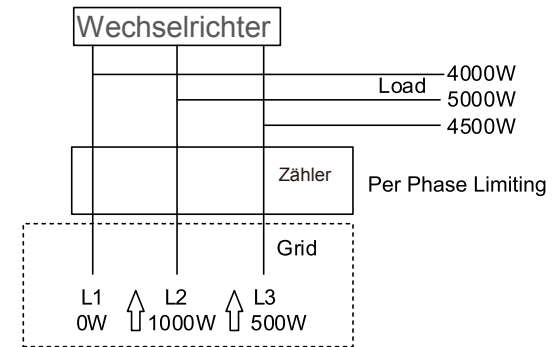 Wechselrichter
4000W
Load
5000W
4500W
Zähler
Per Phase Limiting
Grid
L1 L2 L3
0W 1000W 500W